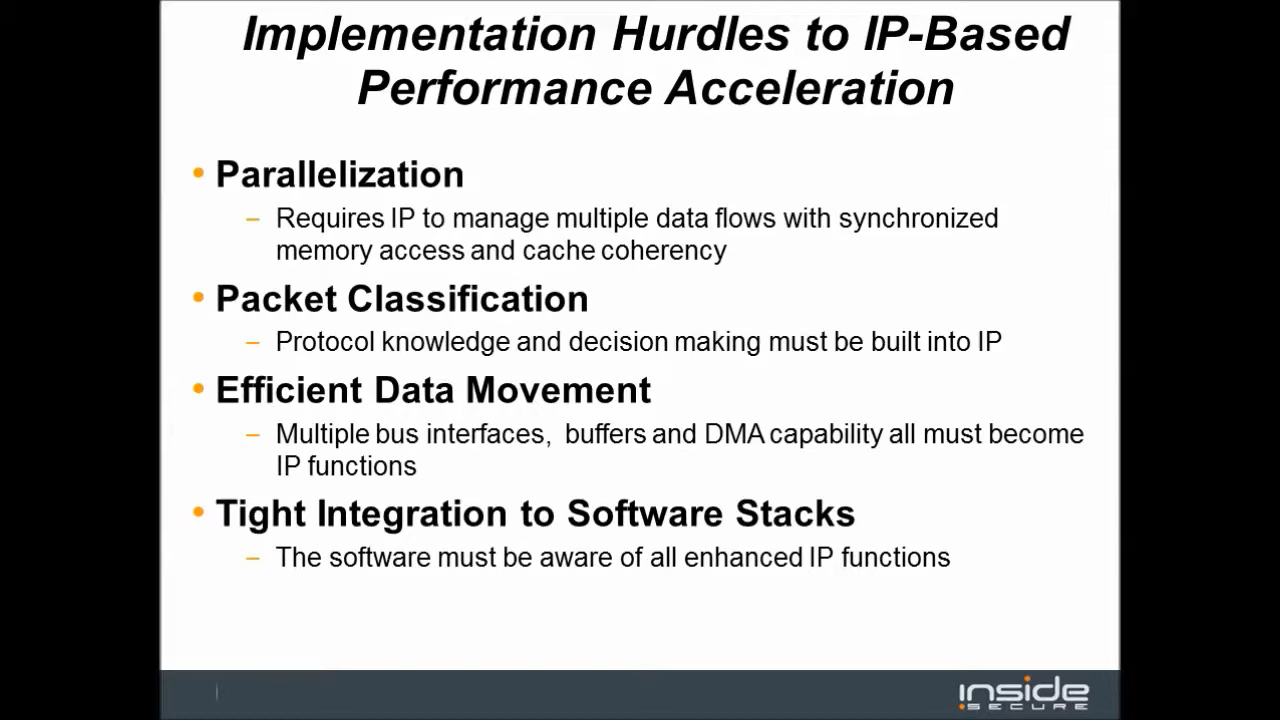 Implementation Hurdles to IP-Based
Performance Acceleration
• Parallelization
– Requires IP to manage multiple data flows with synchronized
memory access and cache coherency
• Packet Classification
– Protocol knowledge and decision making must be built into IP
• Efficient Data Movement
– Multiple bus interfaces,  buffers and DMA capability all must become
IP functions
• Tight Integration to Software Stacks
– The software must be aware of all enhanced IP functions
inside
SECURE